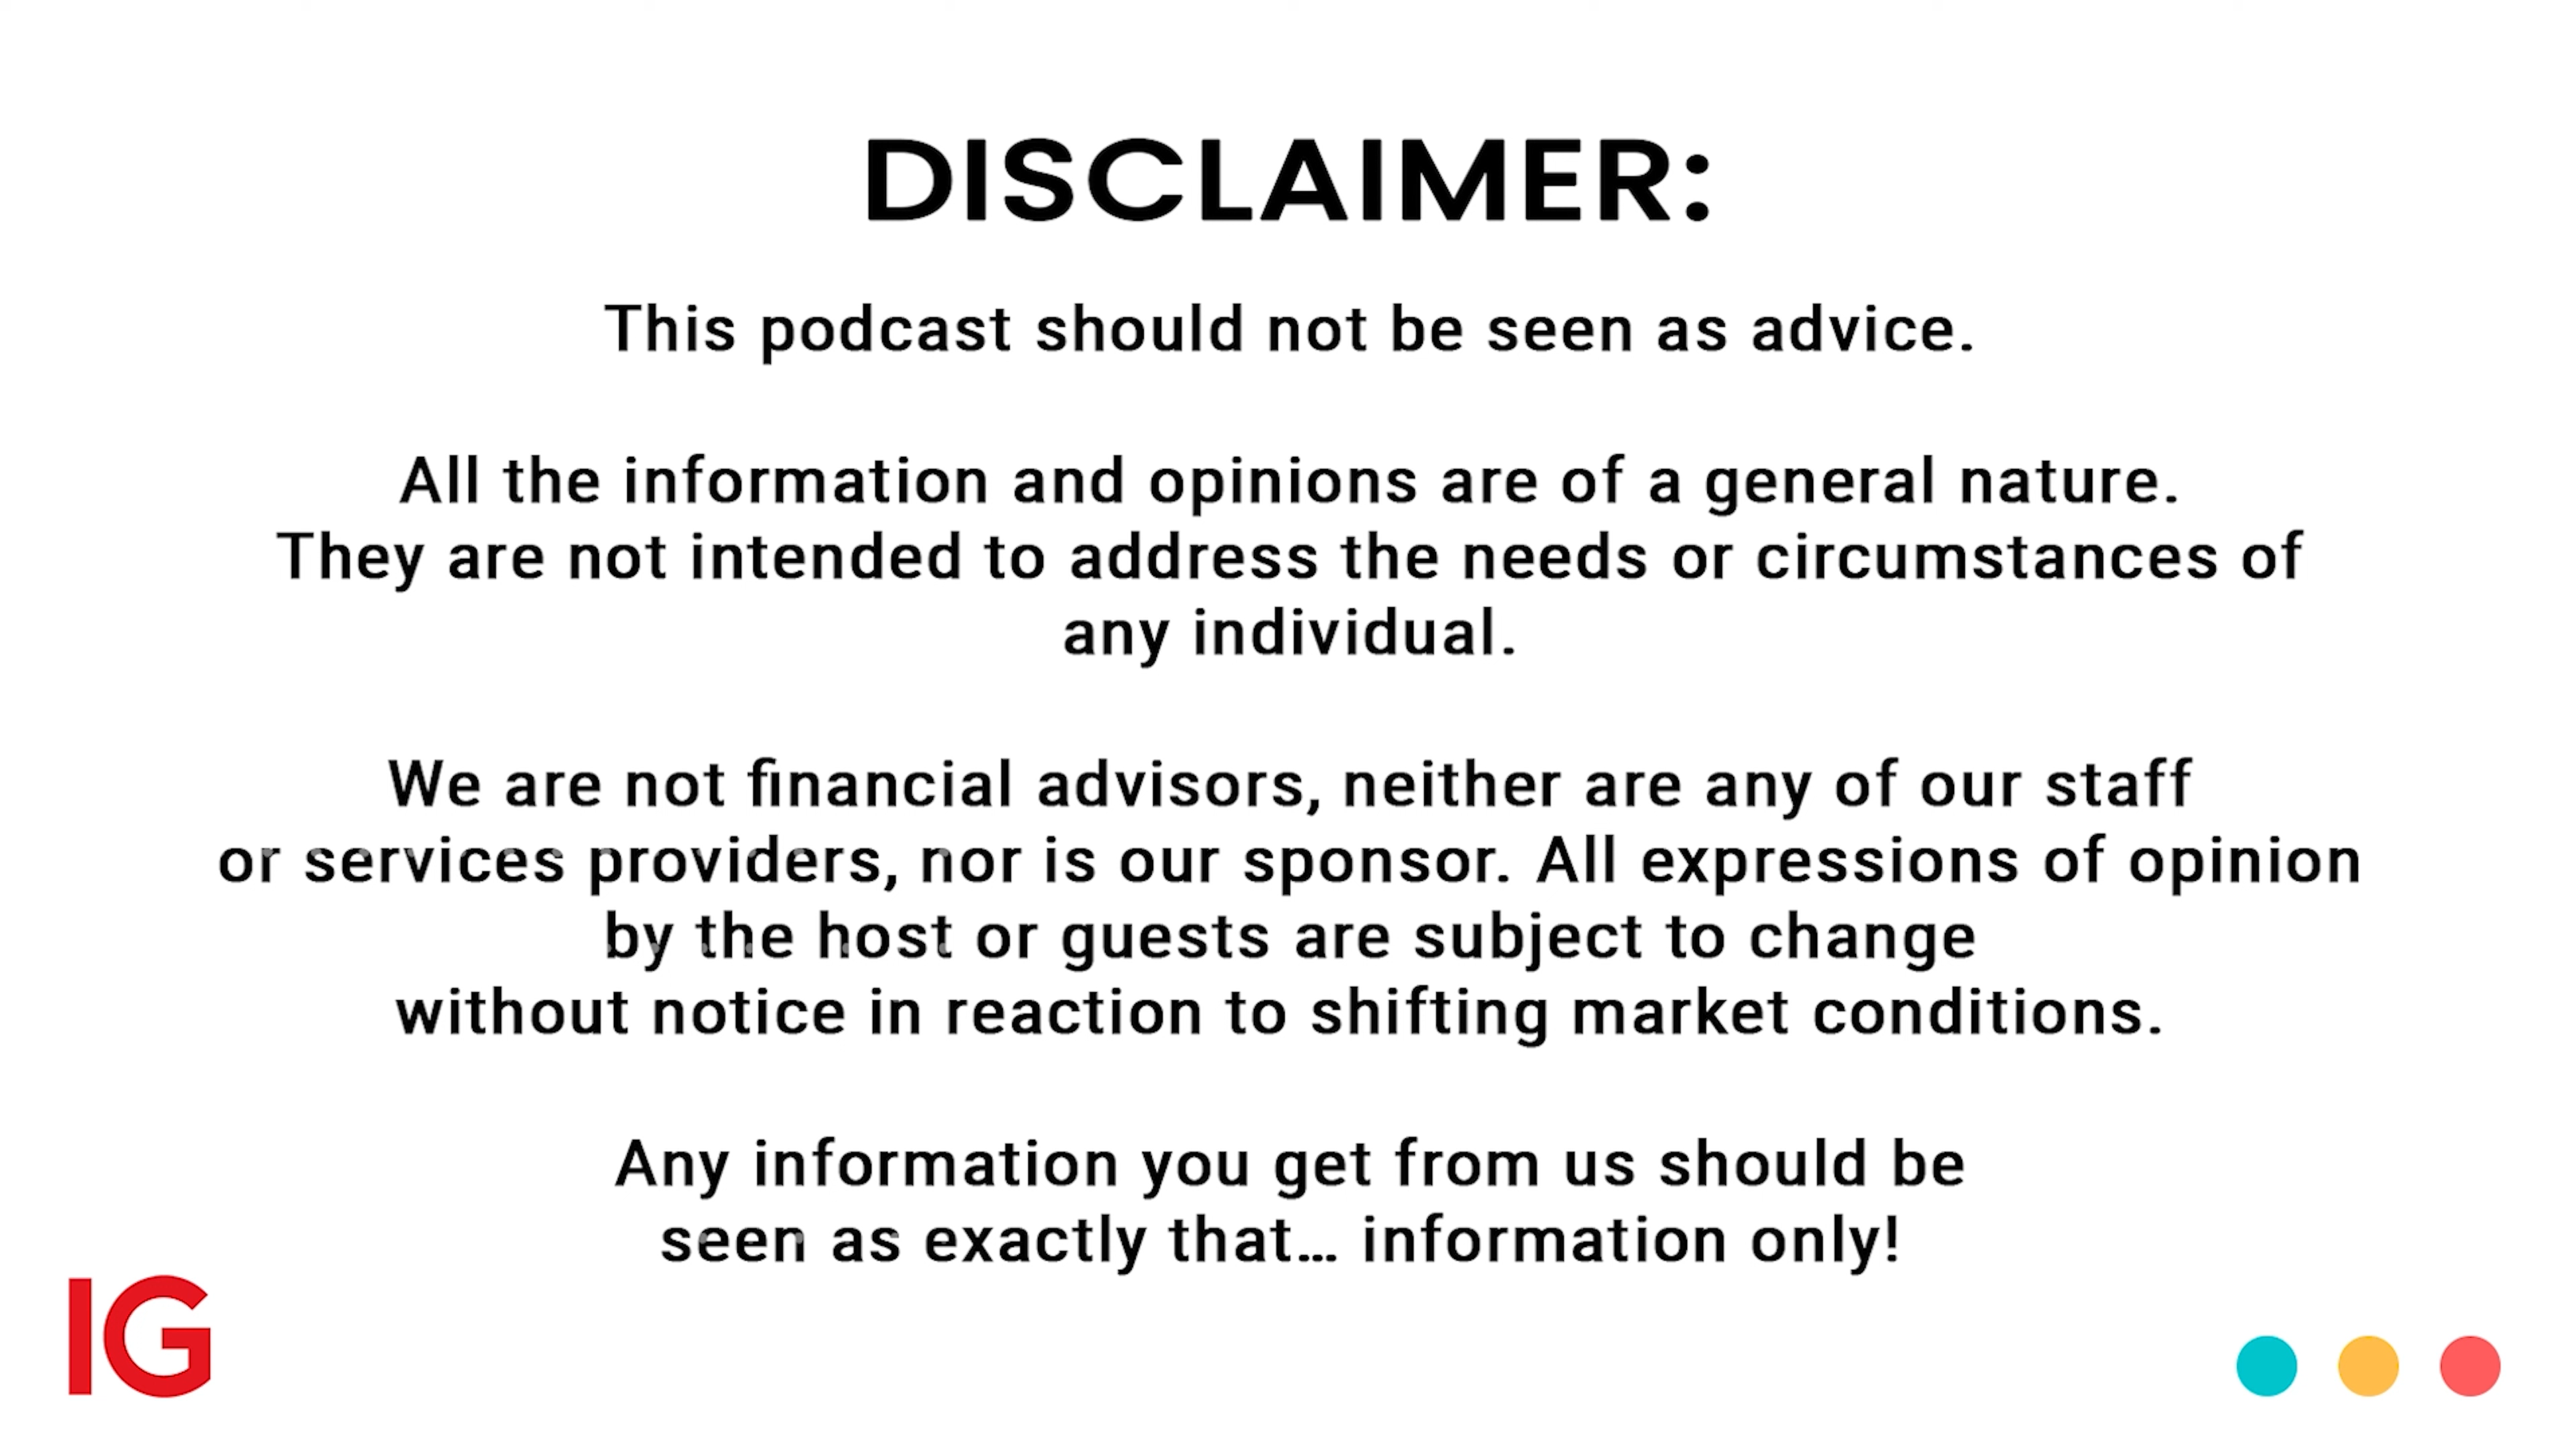 DISCLAIMER:
This podcast should not be seen as advice.
All the information and opinions are of a general nature.
They are not intended to address the needs or circumstances of
any individual.
We are not financial advisors, neither are any of our staff
or services providers, nor is our sponsor. All expressions of opinion
by the host or guests are subject to change
without notice in reaction to shifting market conditions.
Any information you get from us should be
seen as exactly that... information only!
IG